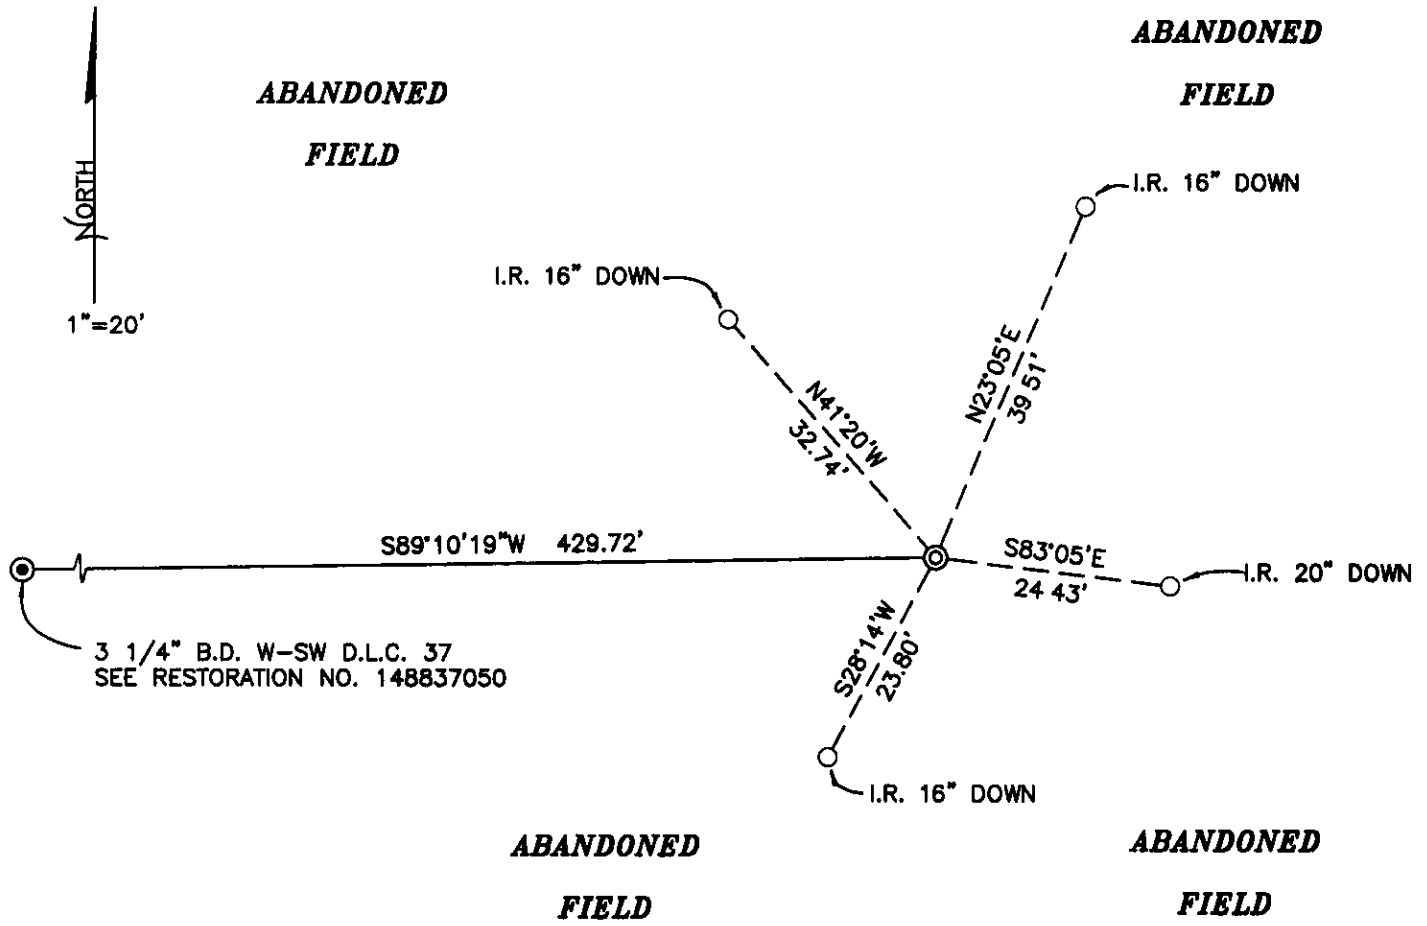 ABANDONED
FIELD
ABANDONED
FIELD
NORTH
1"=20'
I.R. 16" DOWN
I.R. 16" DOWN
N41°20'W
32.74'
N23°05'E
39 51'
S89°10'19"W 429.72'
S83°05'E
24 43'
I.R. 20" DOWN
S28°14'W
23.80'
3 1/4" B.D. W-SW D.L.C. 37
SEE RESTORATION NO. 148837050
I.R. 16" DOWN
ABANDONED
FIELD
ABANDONED
FIELD